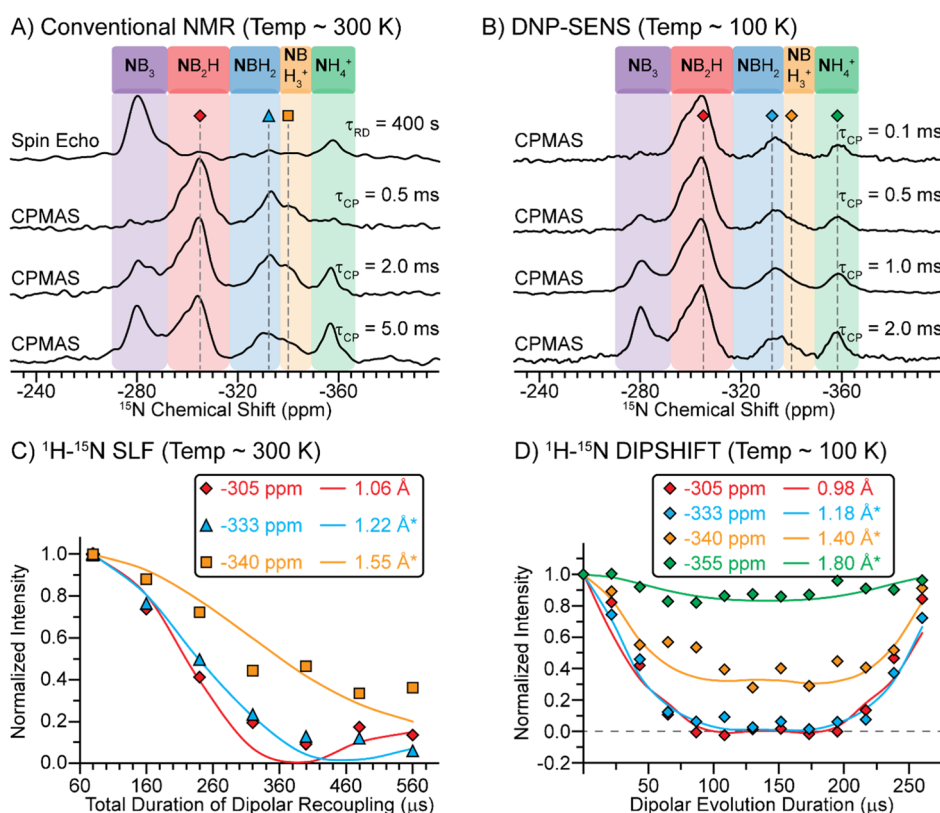 A) Conventional NMR (Temp ~ 300 K)
NB₃ NB₂H NBH₂ NB NH₄⁺
H₃⁺
Spin Echo τRD = 400 s
CPMAS τCP = 0.5 ms
CPMAS τCP = 2.0 ms
CPMAS τCP = 5.0 ms
-240 -280 -320 -360
¹⁵N Chemical Shift (ppm)
B) DNP-SENS (Temp ~ 100 K)
NB₃ NB₂H NBH₂ NB NH₄⁺
H₃⁺
CPMAS τCP = 0.1 ms
CPMAS τCP = 0.5 ms
CPMAS τCP = 1.0 ms
CPMAS τCP = 2.0 ms
-240 -280 -320 -360
¹⁵N Chemical Shift (ppm)
C) ¹H-¹⁵N SLF (Temp ~ 300 K)
-305 ppm 1.06 Å
-333 ppm 1.22 Å*
-340 ppm 1.55 Å*
Normalized Intensity
1.0
0.8
0.6
0.4
0.2
0.0
60 160 260 360 460 560
Total Duration of Dipolar Recoupling (μs)
D) ¹H-¹⁵N DIPSHIFT (Temp ~ 100 K)
-305 ppm 0.98 Å
-333 ppm 1.18 Å*
-340 ppm 1.40 Å*
-355 ppm 1.80 Å*
Normalized Intensity
1.0
0.8
0.6
0.4
0.2
0.0
-0.2
0 50 100 150 200 250
Dipolar Evolution Duration (μs)